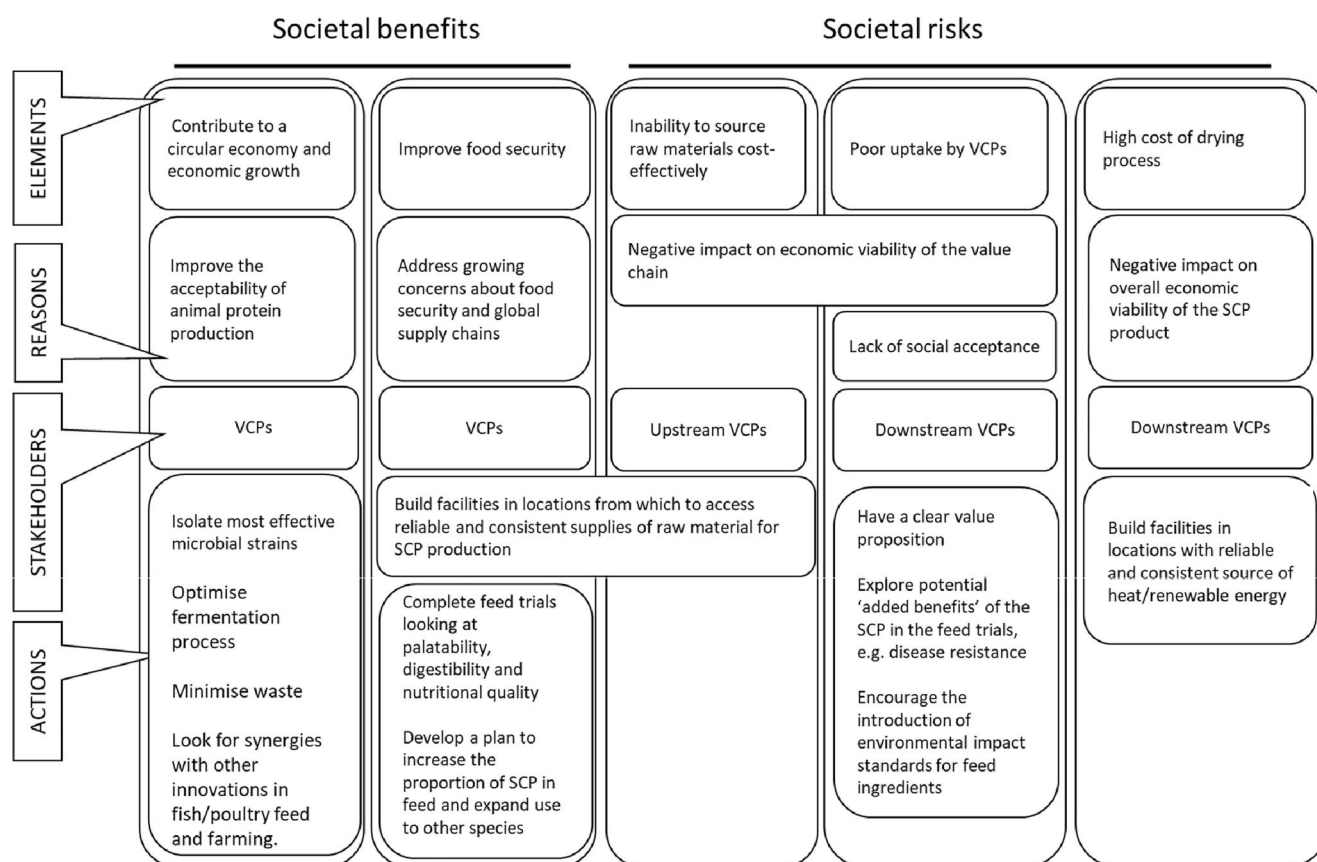 Societal benefits
Societal risks
ELEMENTS
Contribute to a
circular economy and
economic growth
Improve food security
Inability to source
raw materials cost-
effectively
Poor uptake by VCPs
High cost of drying
process
REASONS
Improve the
acceptability of
animal protein
production
Address growing
concerns about food
security and global
supply chains
Negative impact on economic viability of the value
chain
Lack of social acceptance
Negative impact on
overall economic
viability of the SCP
product
STAKEHOLDERS
VCPs
VCPs
Upstream VCPs
Downstream VCPs
Downstream VCPs
ACTIONS
Isolate most effective
microbial strains
Optimise
fermentation
process
Minimise waste
Look for synergies
with other
innovations in
fish/poultry feed
and farming.
Build facilities in locations from which to access
reliable and consistent supplies of raw material for
SCP production
Complete feed trials
looking at
palatability,
digestibility and
nutritional quality
Develop a plan to
increase the
proportion of SCP in
feed and expand use
to other species
Have a clear value
proposition
Explore potential
‘added benefits’ of the
SCP in the feed trials,
e.g. disease resistance
Encourage the
introduction of
environmental impact
standards for feed
ingredients
Build facilities in
locations with reliable
and consistent source of
heat/renewable energy